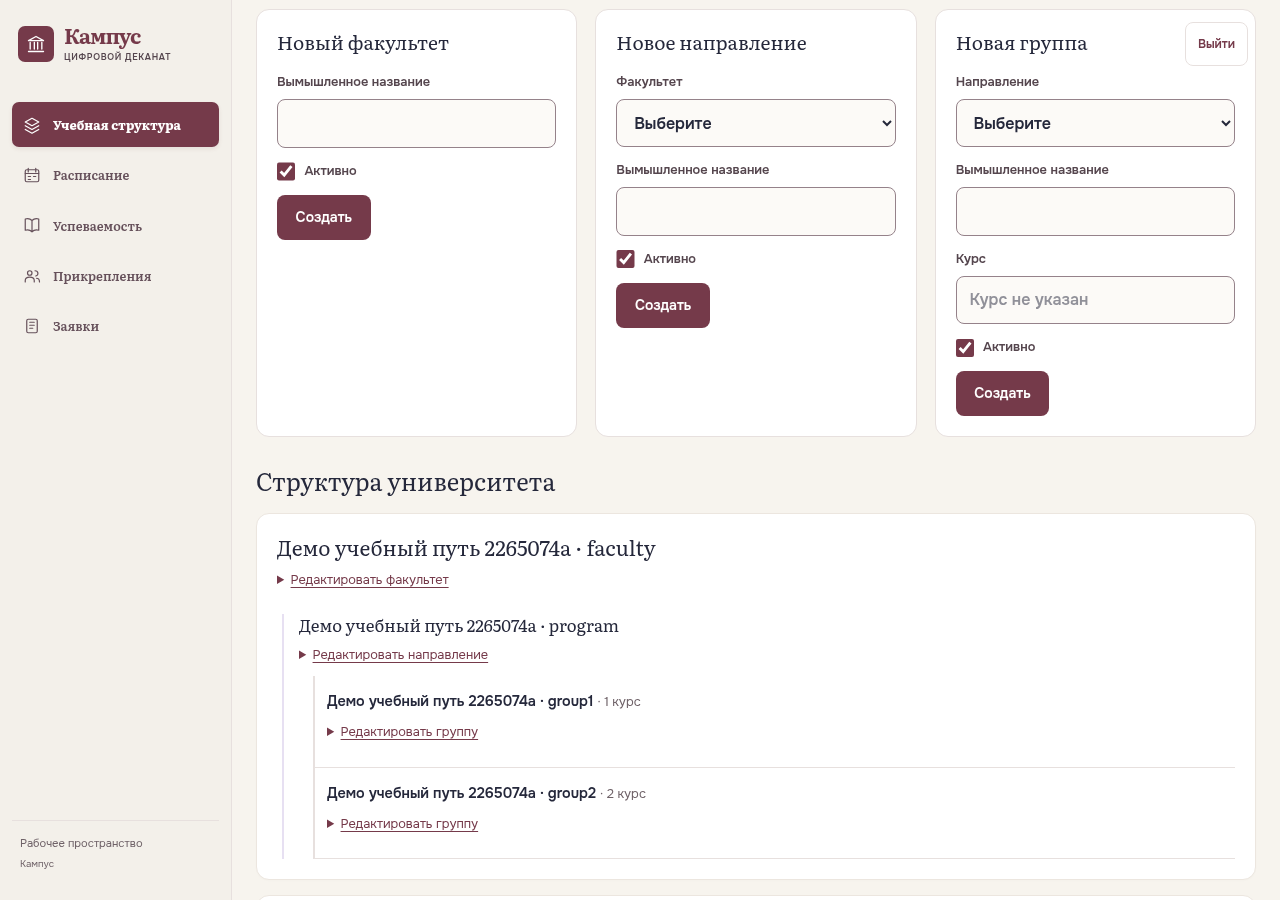 Кампус
ЦИФРОВОЙ ДЕКАНАТ
Учебная структура
Расписание
Успеваемость
Прикрепления
Заявки
Рабочее пространство
Кампус
Новый факультет
Вымышленное название
Активно
Создать
Новое направление
Факультет
Выберите
Вымышленное название
Активно
Создать
Новая группа
Выйти
Направление
Выберите
Вымышленное название
Курс
Курс не указан
Активно
Создать
Структура университета
Демо учебный путь 2265074a · faculty
Редактировать факультет
Демо учебный путь 2265074a · program
Редактировать направление
Демо учебный путь 2265074a · group1 · 1 курс
Редактировать группу
Демо учебный путь 2265074a · group2 · 2 курс
Редактировать группу